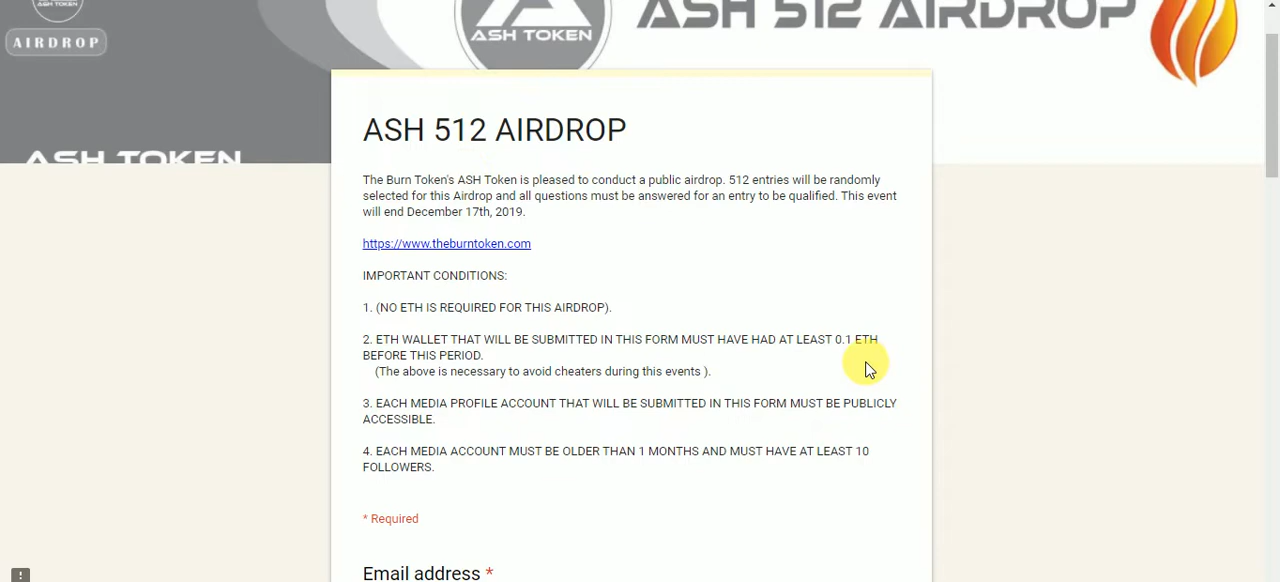 ASH TOKEN
AIRDROP
ASH TOKEN
ASH TOKEN
ASH 512 AIRDROP
ASH 512 AIRDROP
The Burn Token's ASH Token is pleased to conduct a public airdrop. 512 entries will be randomly
selected for this Airdrop and all questions must be answered for an entry to be qualified. This event
will end December 17th, 2019.
https://www.theburntoken.com
IMPORTANT CONDITIONS:
1. (NO ETH IS REQUIRED FOR THIS AIRDROP).
2. ETH WALLET THAT WILL BE SUBMITTED IN THIS FORM MUST HAVE HAD AT LEAST 0.1 ETH
BEFORE THIS PERIOD.
(The above is necessary to avoid cheaters during this events ).
3. EACH MEDIA PROFILE ACCOUNT THAT WILL BE SUBMITTED IN THIS FORM MUST BE PUBLICLY
ACCESSIBLE.
4. EACH MEDIA ACCOUNT MUST BE OLDER THAN 1 MONTHS AND MUST HAVE AT LEAST 10
FOLLOWERS.
* Required
Email address *
!